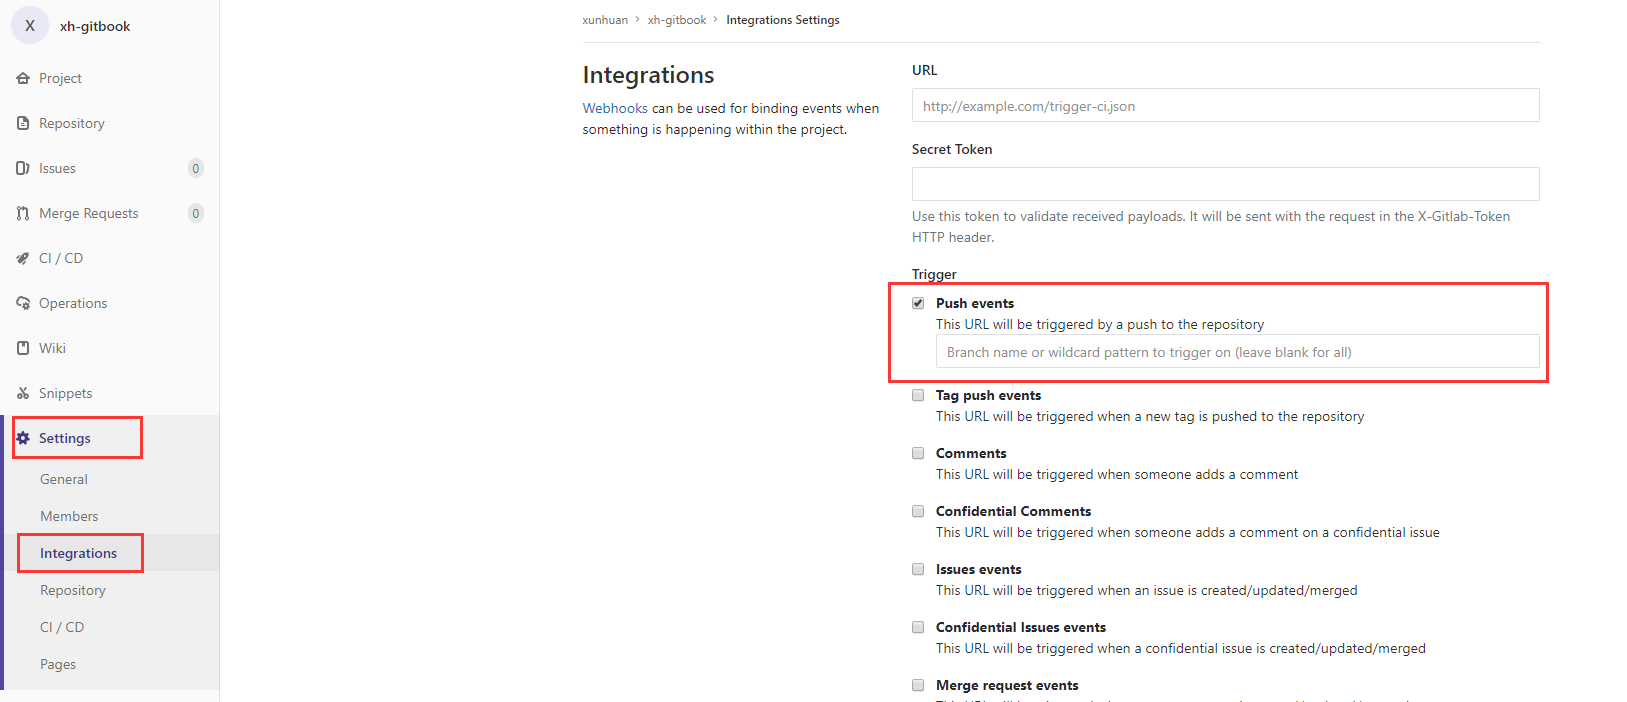 X xh-gitbook
Project
Repository
Issues 0
Merge Requests 0
CI / CD
Operations
Wiki
Snippets
Settings
General
Members
Integrations
Repository
CI / CD
Pages
xunhuan › xh-gitbook › Integrations Settings
Integrations
Webhooks can be used for binding events when
something is happening within the project.
URL
http://example.com/trigger-ci.json
Secret Token
Use this token to validate received payloads. It will be sent with the request in the X-Gitlab-Token
HTTP header.
Trigger
Push events
This URL will be triggered by a push to the repository
Branch name or wildcard pattern to trigger on (leave blank for all)
Tag push events
This URL will be triggered when a new tag is pushed to the repository
Comments
This URL will be triggered when someone adds a comment
Confidential Comments
This URL will be triggered when someone adds a comment on a confidential issue
Issues events
This URL will be triggered when an issue is created/updated/merged
Confidential Issues events
This URL will be triggered when a confidential issue is created/updated/merged
Merge request events